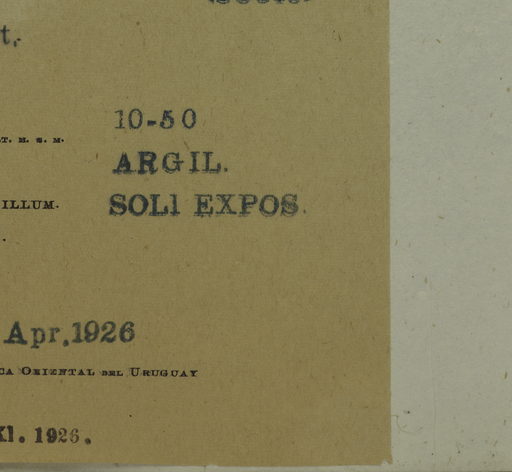 t.
10-50
T. M. S. M.
ARGIL.
ILLUM.
SOLI EXPOS.
Apr. 1926
CA ORIENTAL DEL URUGUAY
XI. 1926.